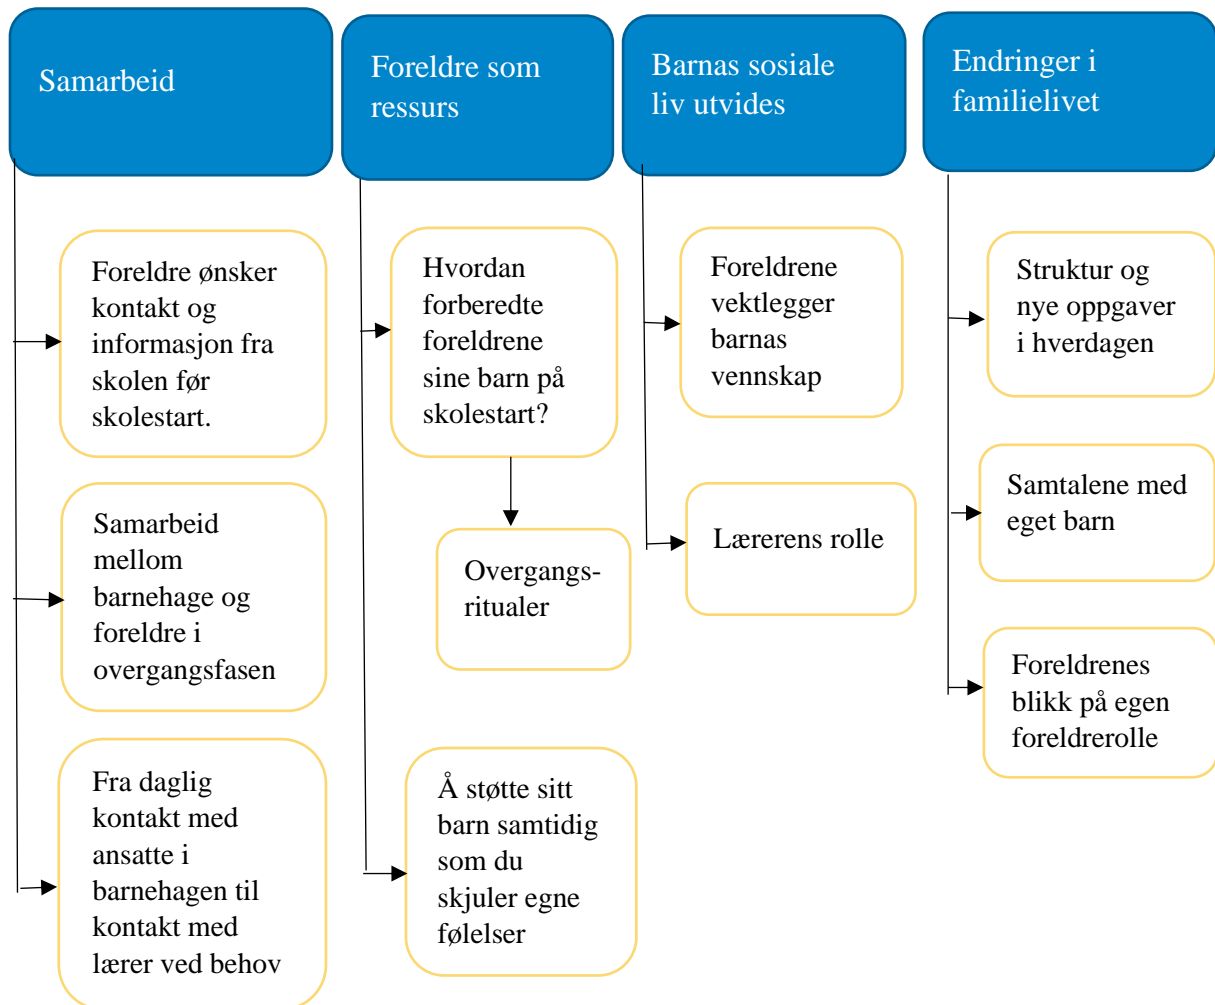 Samarbeid
Foreldre ønsker
kontakt og
informasjon fra
skolen før
skolestart.
Samarbeid
mellom
barnehage og
foreldre i
overgangsfasen
Fra daglig
kontakt med
ansatte i
barnehagen til
kontakt med
lærer ved behov
Foreldre som
ressurs
Hvordan
forberedte
foreldrene
sine barn på
skolestart?
Overgangs-
ritualer
Å støtte sitt
barn samtidig
som du
skjuler egne
følelser
Barnas sosiale
liv utvides
Foreldrene
vektlegger
barnas
vennskap
Lærerens rolle
Endringer i
familielivet
Struktur og
nye oppgaver
i hverdagen
Samtalene med
eget barn
Foreldrenes
blikk på egen
foreldrerolle